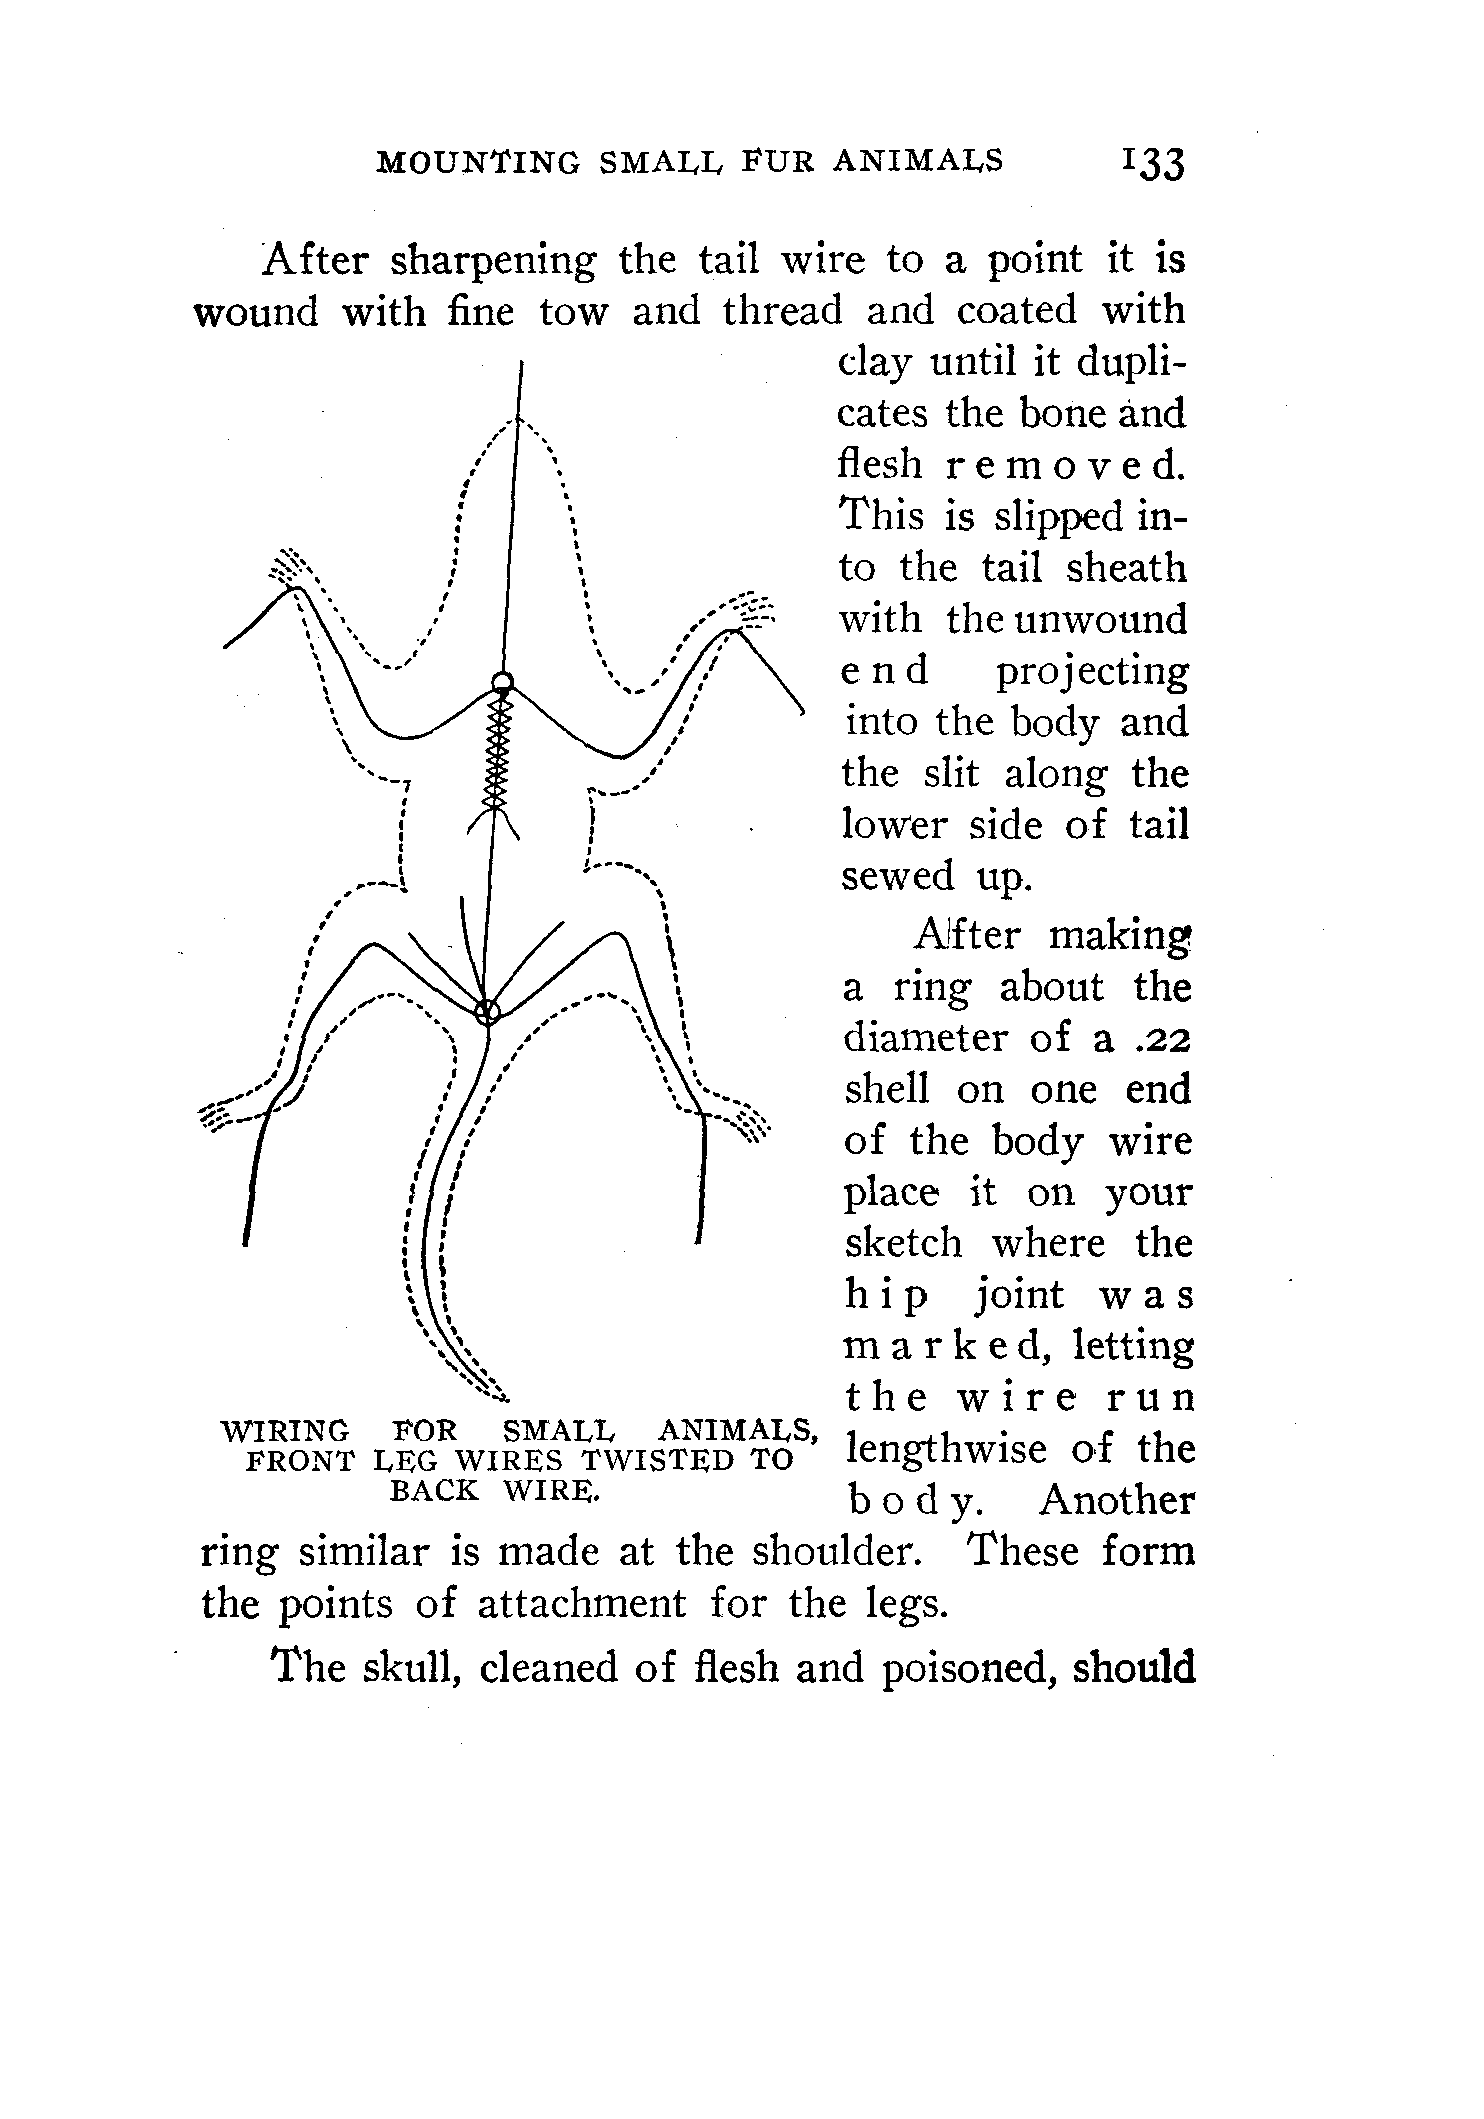 MOUNTING SMALL FUR ANIMALS 133
After sharpening the tail wire to a point it is
wound with fine tow and thread and coated with
clay until it dupli-
cates the bone and
flesh removed.
This is slipped in-
to the tail sheath
with the unwound
end projecting
into the body and
the slit along the
lower side of tail
sewed up.
After making
a ring about the
diameter of a .22
shell on one end
of the body wire
place it on your
sketch where the
hip joint was
marked, letting
the wire run
lengthwise of the
body. Another
WIRING FOR SMALL ANIMALS,
FRONT LEG WIRES TWISTED TO
BACK WIRE.
ring similar is made at the shoulder. These form
the points of attachment for the legs.
The skull, cleaned of flesh and poisoned, should